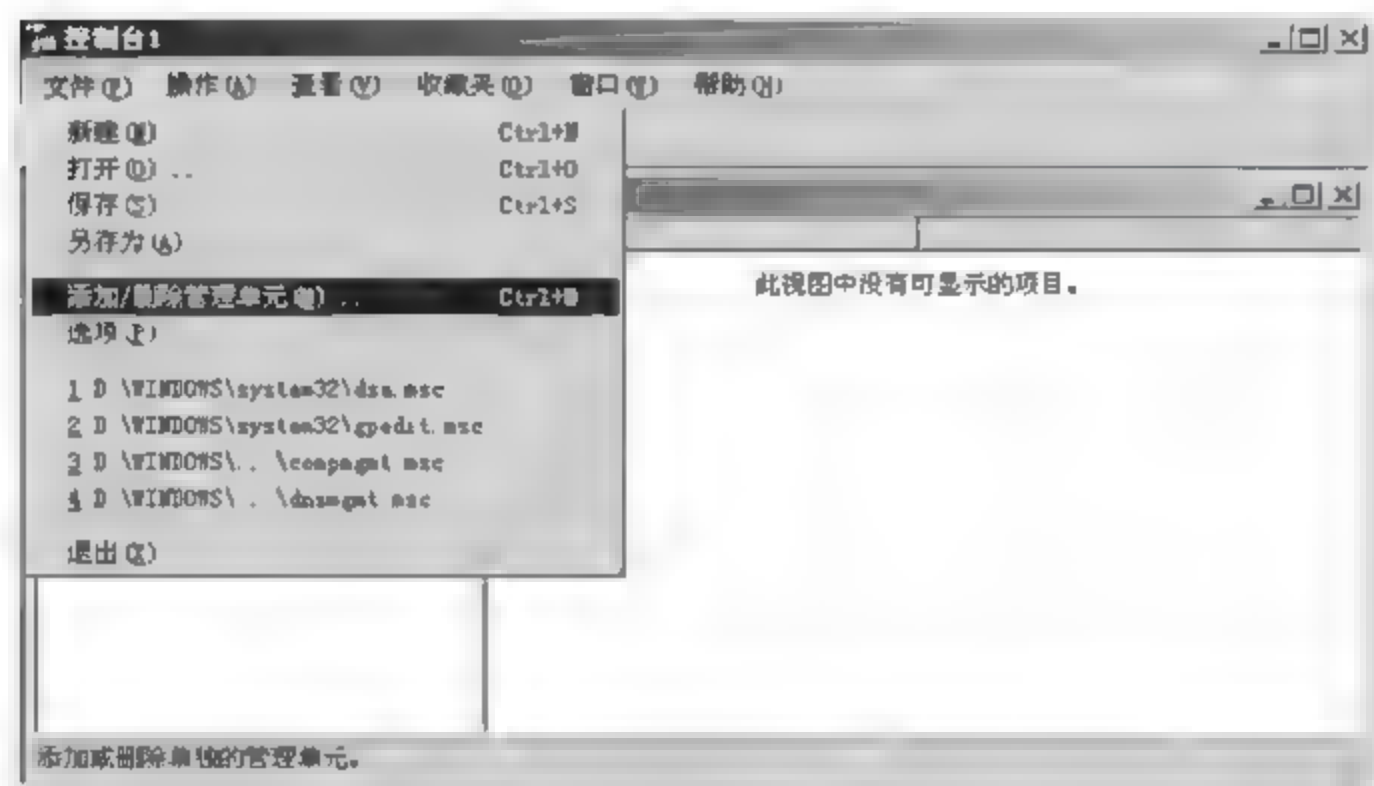 控制台1
文件(F) 操作(A) 查看(V) 收藏夹(O) 窗口(W) 帮助(H)
新建(N) Ctrl+N
打开(O) .. Ctrl+O
保存(S) Ctrl+S
另存为(A)
添加/删除管理单元(M) .. Ctrl+M
选项(P)
1 D \WINDOWS\system32\dsa.msc
2 D \WINDOWS\system32\gpedit.msc
3 D \WINDOWS\.. \compmgmt msc
4 D \WINDOWS\ . \dnsmgmt msc
退出(X)
此视图中没有可显示的项目。
添加或删除单独的管理单元。